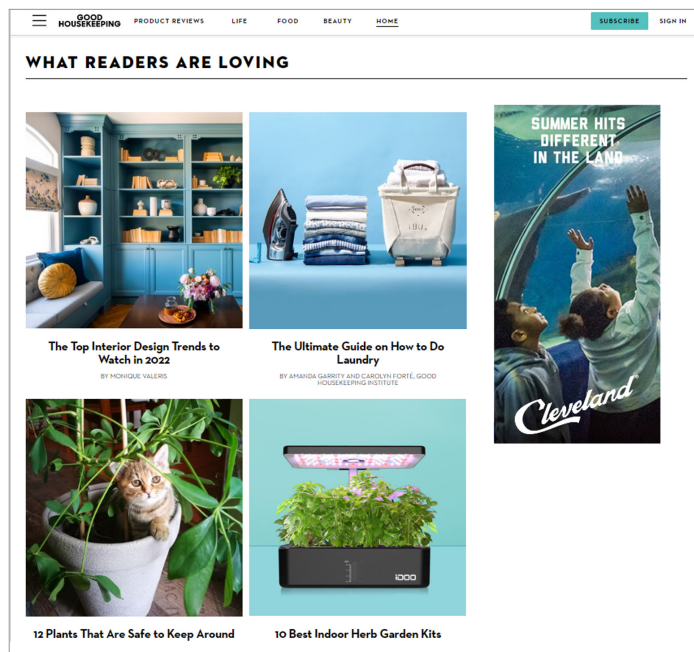 GOOD
HOUSEKEEPING
PRODUCT REVIEWS
LIFE
FOOD
BEAUTY
HOME
SUBSCRIBE
SIGN IN
WHAT READERS ARE LOVING
The Top Interior Design Trends to
Watch in 2022
BY MONIQUE VALERIS
The Ultimate Guide on How to Do
Laundry
BY AMANDA GARRITY AND CAROLYN FORTÉ, GOOD
HOUSEKEEPING INSTITUTE
SUMMER HITS
DIFFERENT
IN THE LAND
Cleveland
12 Plants That Are Safe to Keep Around
iDOO
10 Best Indoor Herb Garden Kits